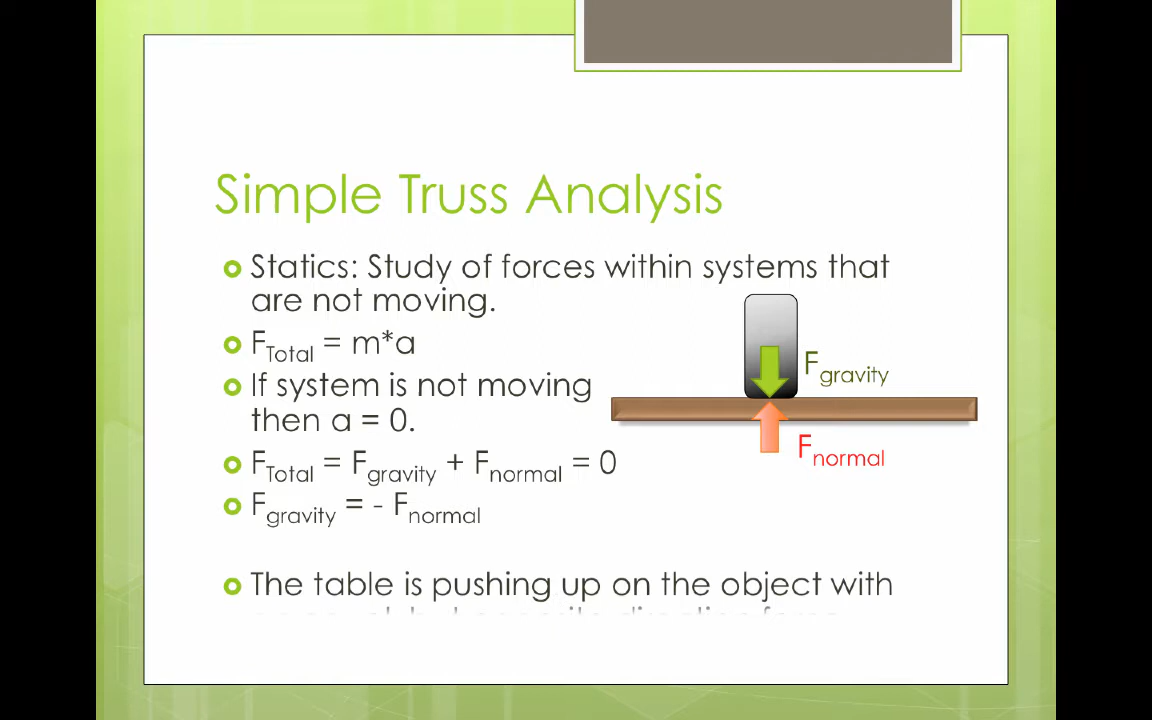 Simple Truss Analysis
Statics: Study of forces within systems that
are not moving.
F_Total = m*a
If system is not moving
then a = 0.
F_gravity
F_normal
F_Total = F_gravity + F_normal = 0
F_gravity = - F_normal
The table is pushing up on the object with